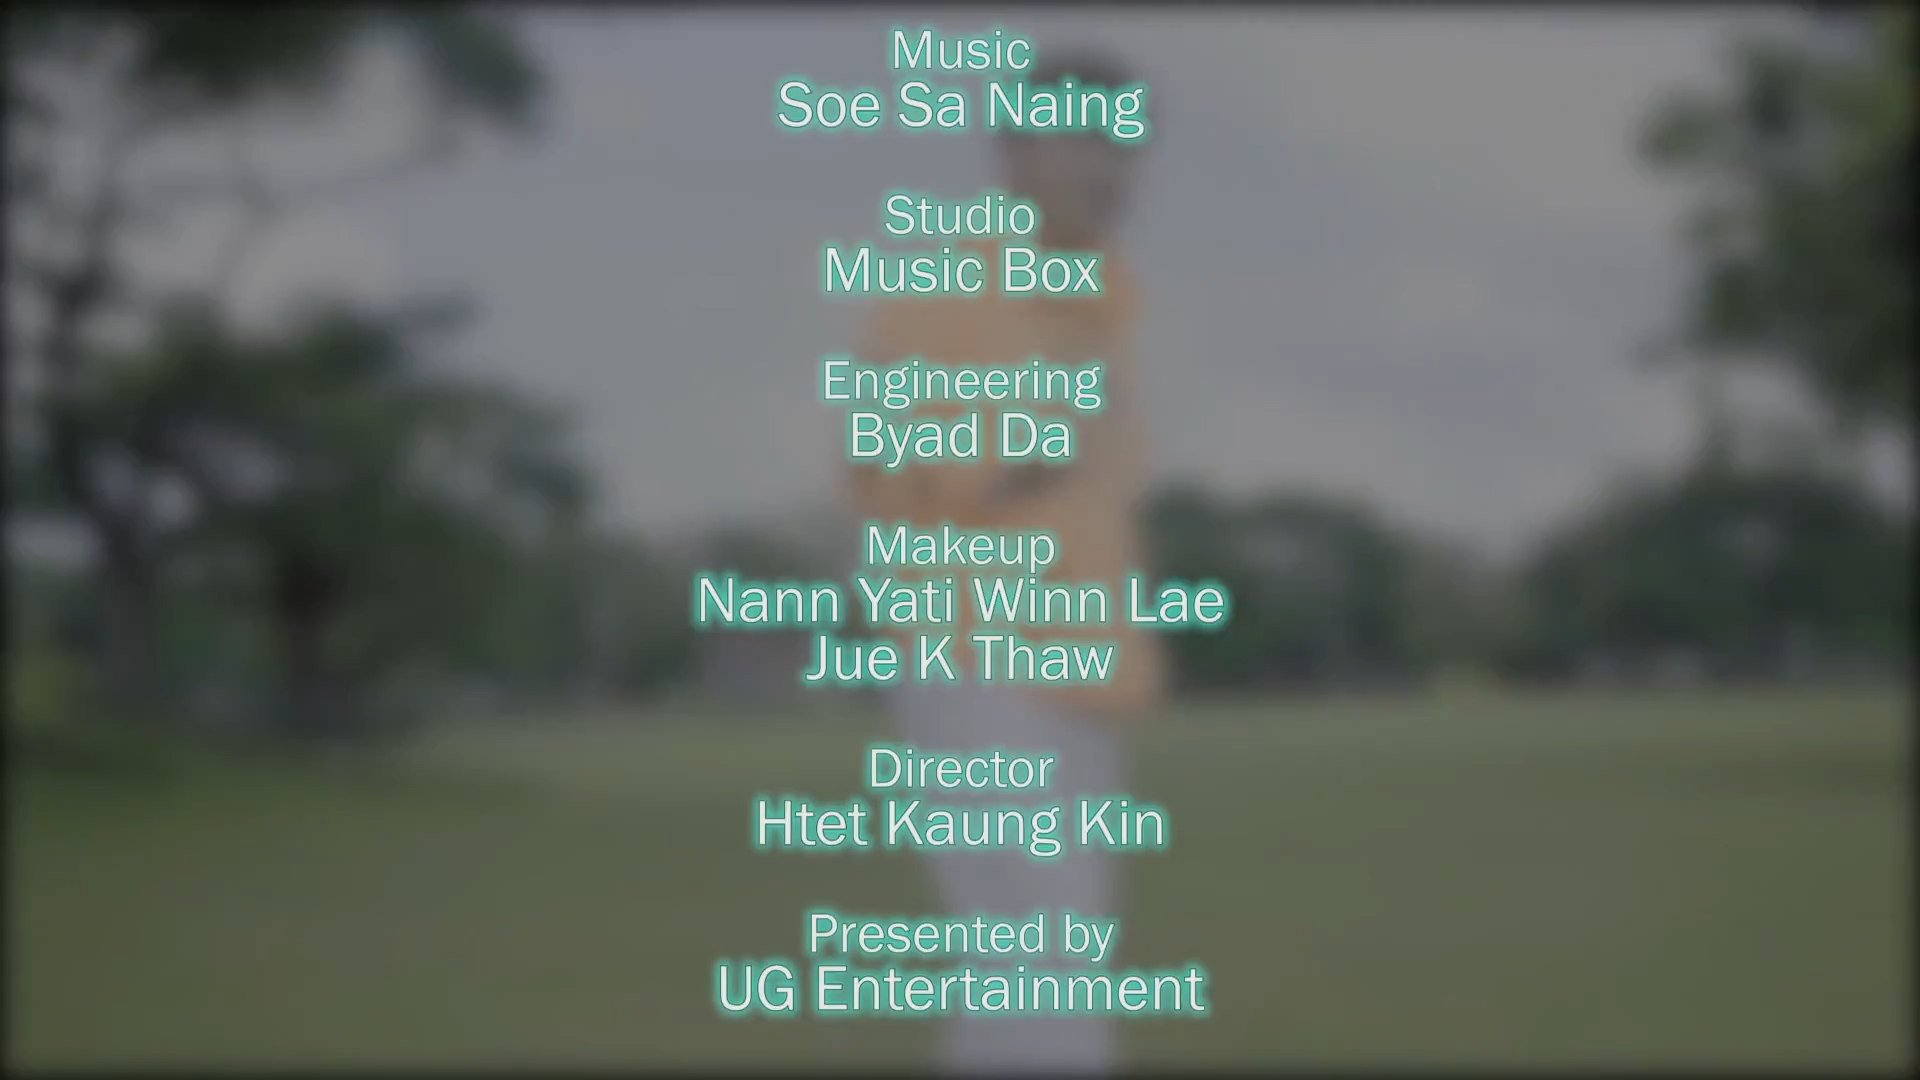 Music
Soe Sa Naing
Studio
Music Box
Engineering
Byad Da
Makeup
Nann Yati Winn Lae
Jue K Thaw
Director
Htet Kaung Kin
Presented by
UG Entertainment